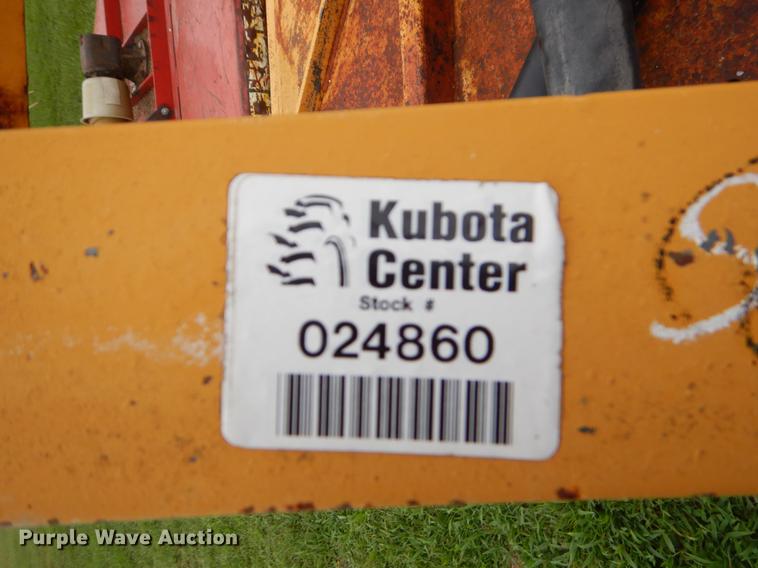 Kubota
Center
Stock #
024860
Purple Wave Auction